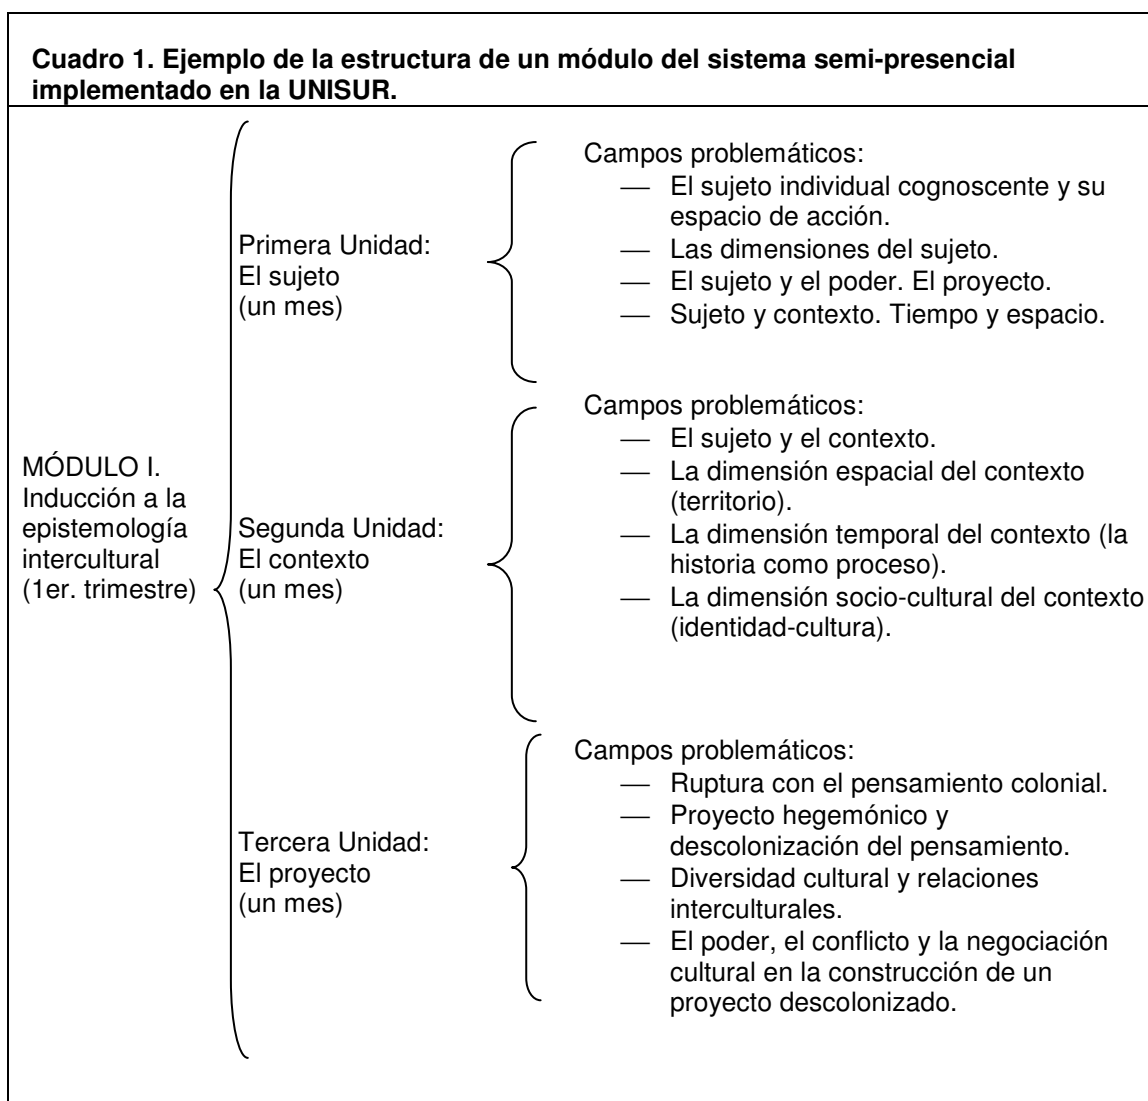 Cuadro 1. Ejemplo de la estructura de un módulo del sistema semi-presencial
implementado en la UNISUR.
MÓDULO I.
Inducción a la
epistemología
intercultural
(1er. trimestre)
Primera Unidad:
El sujeto
(un mes)
Campos problemáticos:
— El sujeto individual cognoscente y su
espacio de acción.
— Las dimensiones del sujeto.
— El sujeto y el poder. El proyecto.
— Sujeto y contexto. Tiempo y espacio.
Segunda Unidad:
El contexto
(un mes)
Campos problemáticos:
— El sujeto y el contexto.
— La dimensión espacial del contexto
(territorio).
— La dimensión temporal del contexto (la
historia como proceso).
— La dimensión socio-cultural del contexto
(identidad-cultura).
Tercera Unidad:
El proyecto
(un mes)
Campos problemáticos:
— Ruptura con el pensamiento colonial.
— Proyecto hegemónico y
descolonización del pensamiento.
— Diversidad cultural y relaciones
interculturales.
— El poder, el conflicto y la negociación
cultural en la construcción de un
proyecto descolonizado.